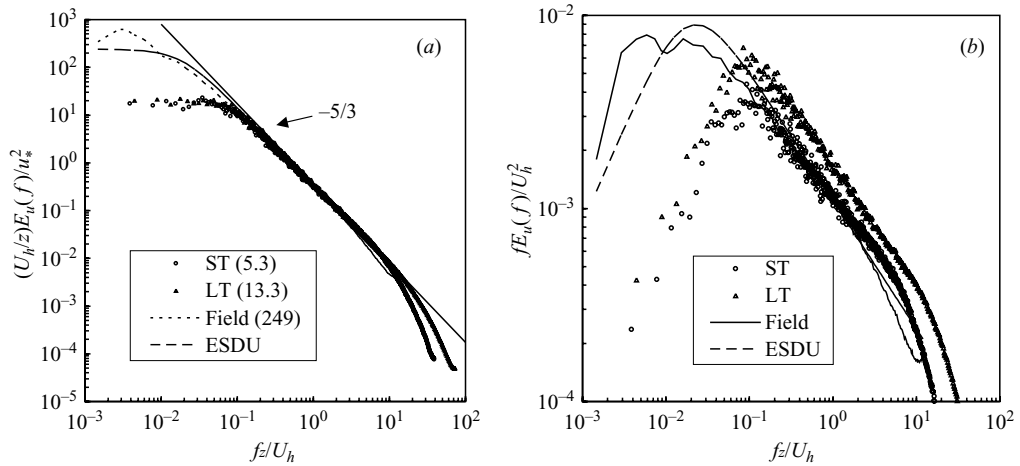 10^3
10^2
10^1
10^0
10^−1
10^−2
10^−3
10^−4
10^−5
(U_h/z)E_u(f)/u_*^2
(a)
−5/3
ST (5.3)
LT (13.3)
Field (249)
ESDU
10^−3 10^−2 10^−1 10^0 10^1 10^2
fz/U_h
10^−2
10^−3
10^−4
fE_u(f)/U_h^2
(b)
ST
LT
Field
ESDU
10^−3 10^−2 10^−1 10^0 10^1 10^2
fz/U_h